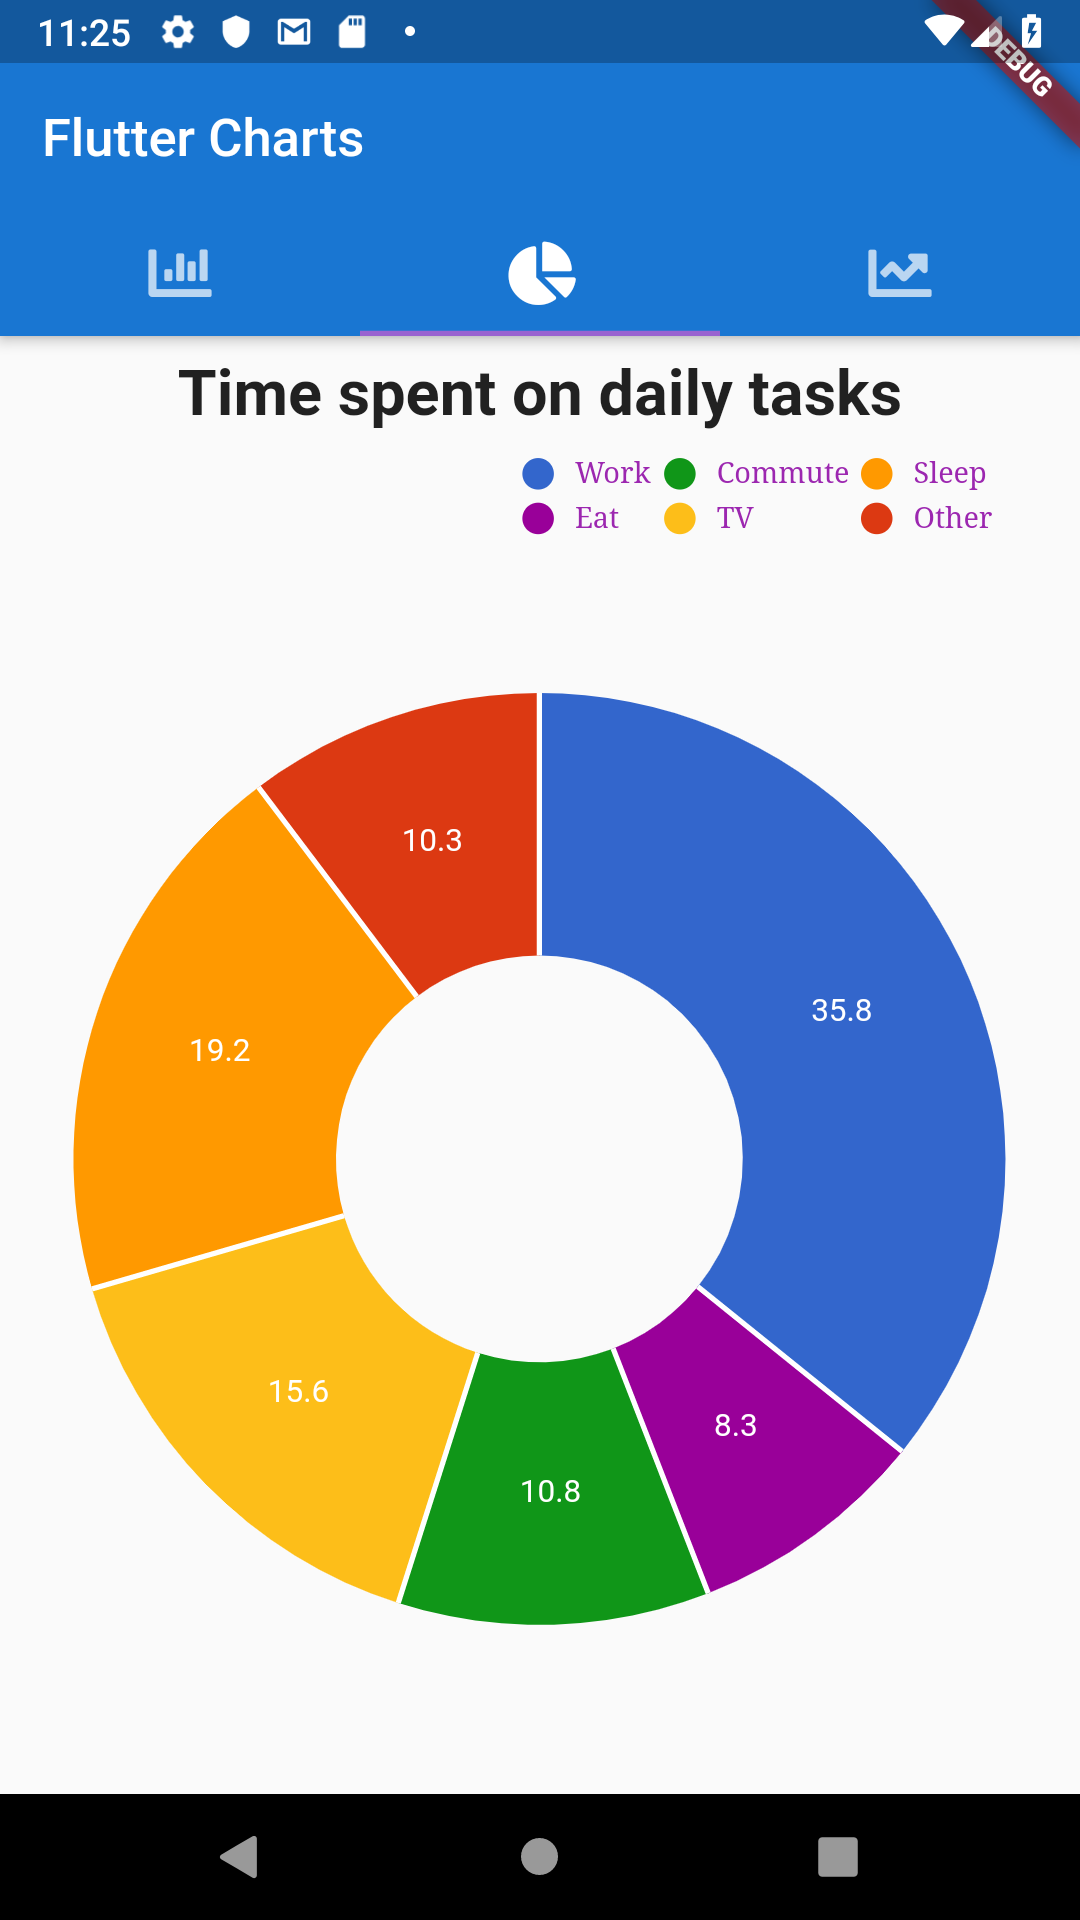 11:25
DEBUG
Flutter Charts
Time spent on daily tasks
Work Commute Sleep
Eat TV Other
10.3
35.8
19.2
15.6
8.3
10.8